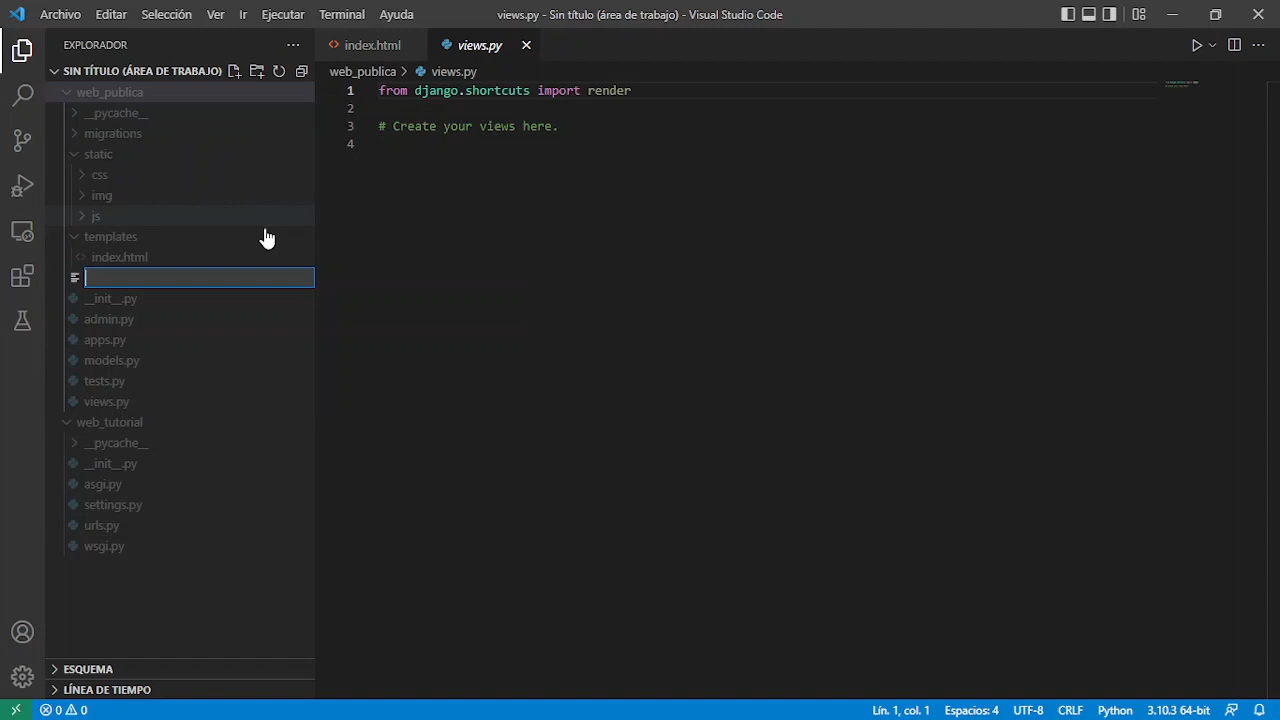 Archivo Editar Selección Ver Ir Ejecutar Terminal Ayuda
views.py - Sin título (área de trabajo) - Visual Studio Code
EXPLORADOR
SIN TÍTULO (ÁREA DE TRABAJO)
web_publica
__pycache__
migrations
static
css
img
js
templates
index.html
__init__.py
admin.py
apps.py
models.py
tests.py
views.py
web_tutorial
__pycache__
__init__.py
asgi.py
settings.py
urls.py
wsgi.py
ESQUEMA
LÍNEA DE TIEMPO
index.html views.py
web_publica > views.py
1 from django.shortcuts import render
2
3 # Create your views here.
4
0 0 Lín. 1, col. 1 Espacios: 4 UTF-8 CRLF Python 3.10.3 64-bit